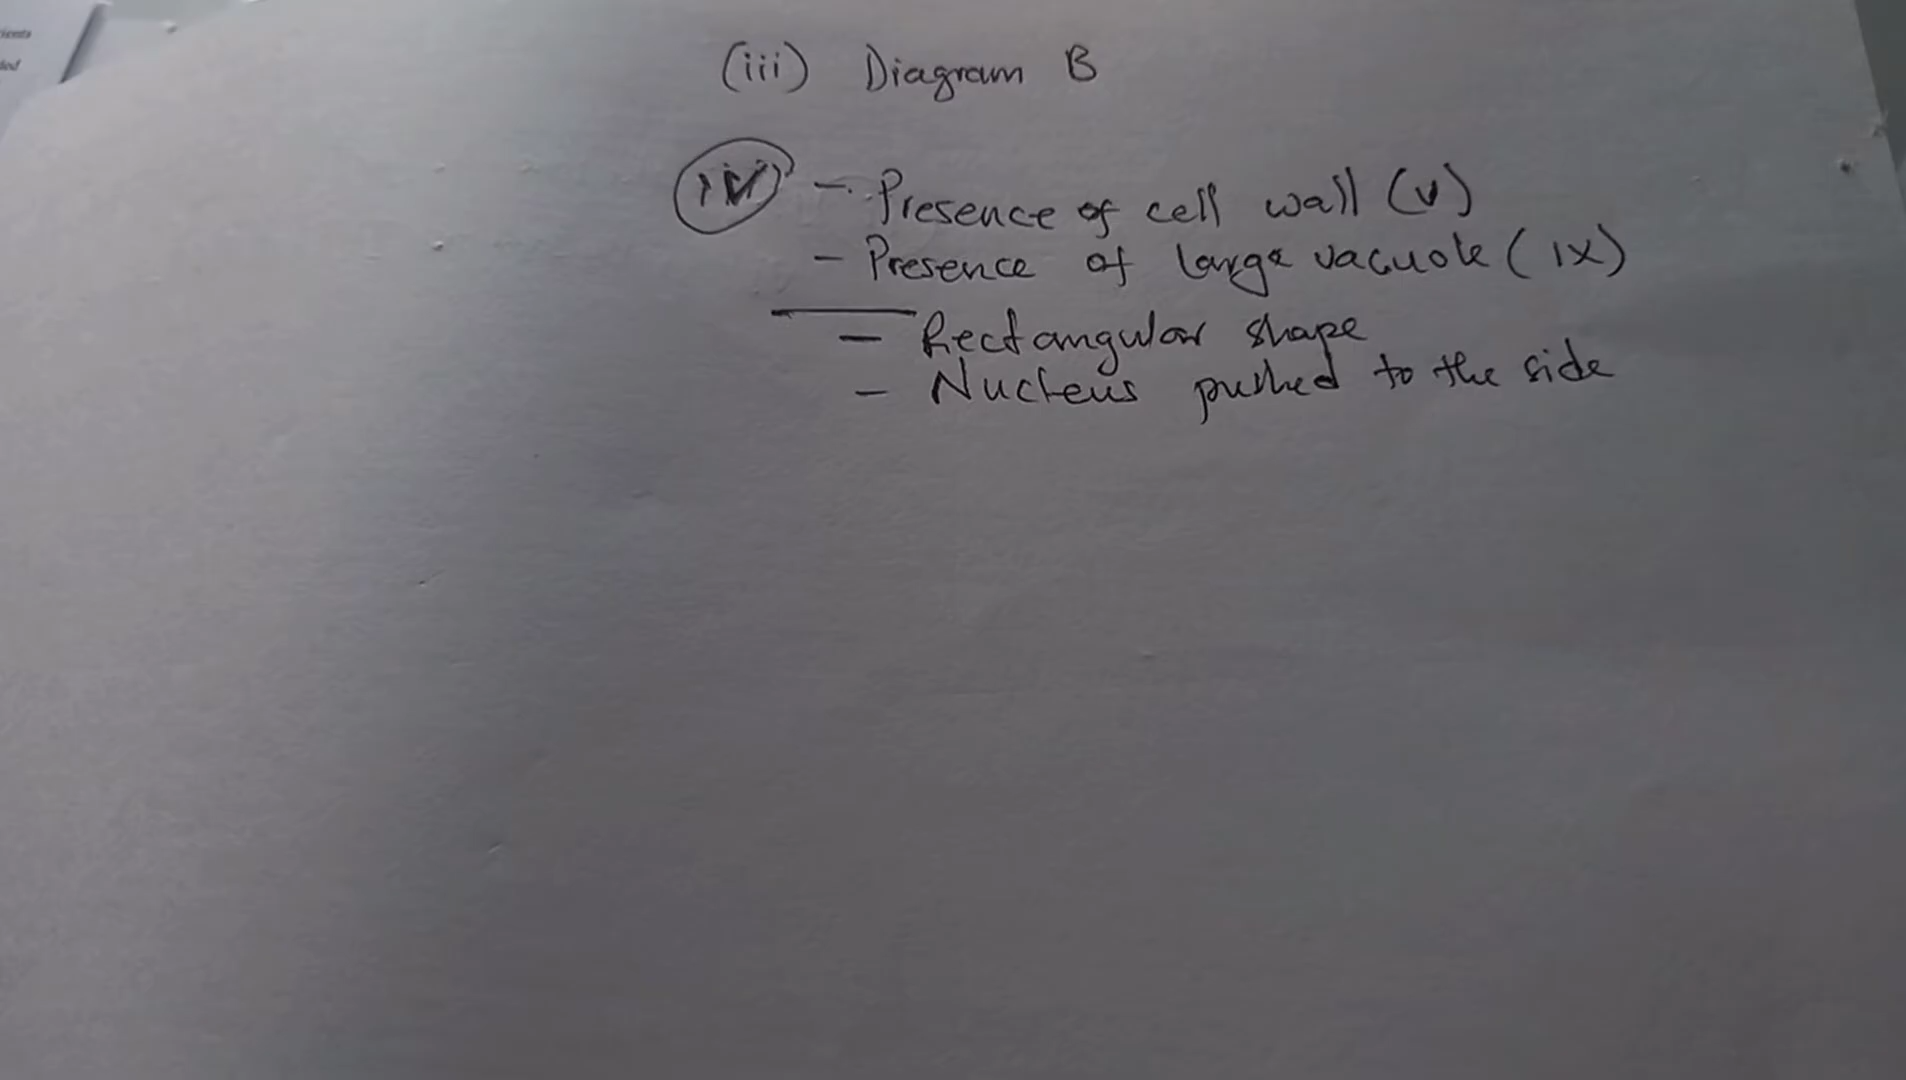 (iii) Diagram B
iv - Presence of cell wall (v)
- Presence of large vacuole (ix)
- Rectangular shape
- Nucleus pushed to the side